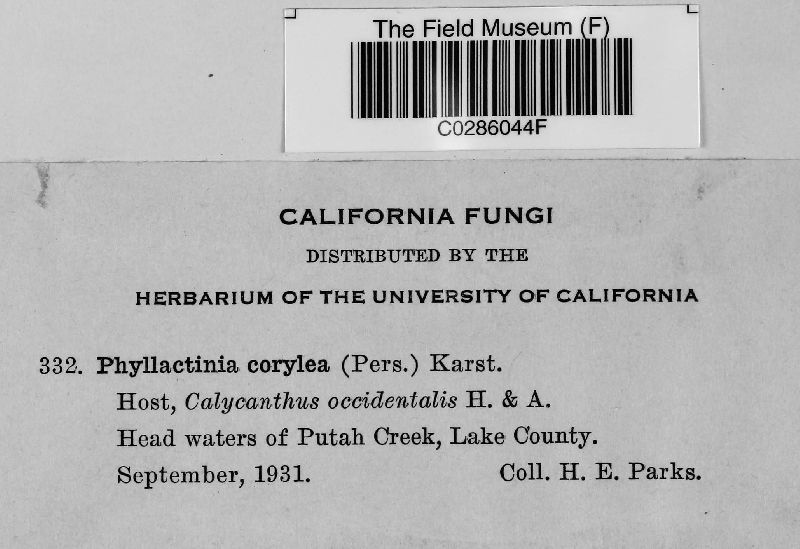 The Field Museum (F)
C0286044F
CALIFORNIA FUNGI
DISTRIBUTED BY THE
HERBARIUM OF THE UNIVERSITY OF CALIFORNIA
332. Phyllactinia corylea (Pers.) Karst.
Host, Calycanthus occidentalis H. & A.
Head waters of Putah Creek, Lake County.
September, 1931. Coll. H. E. Parks.